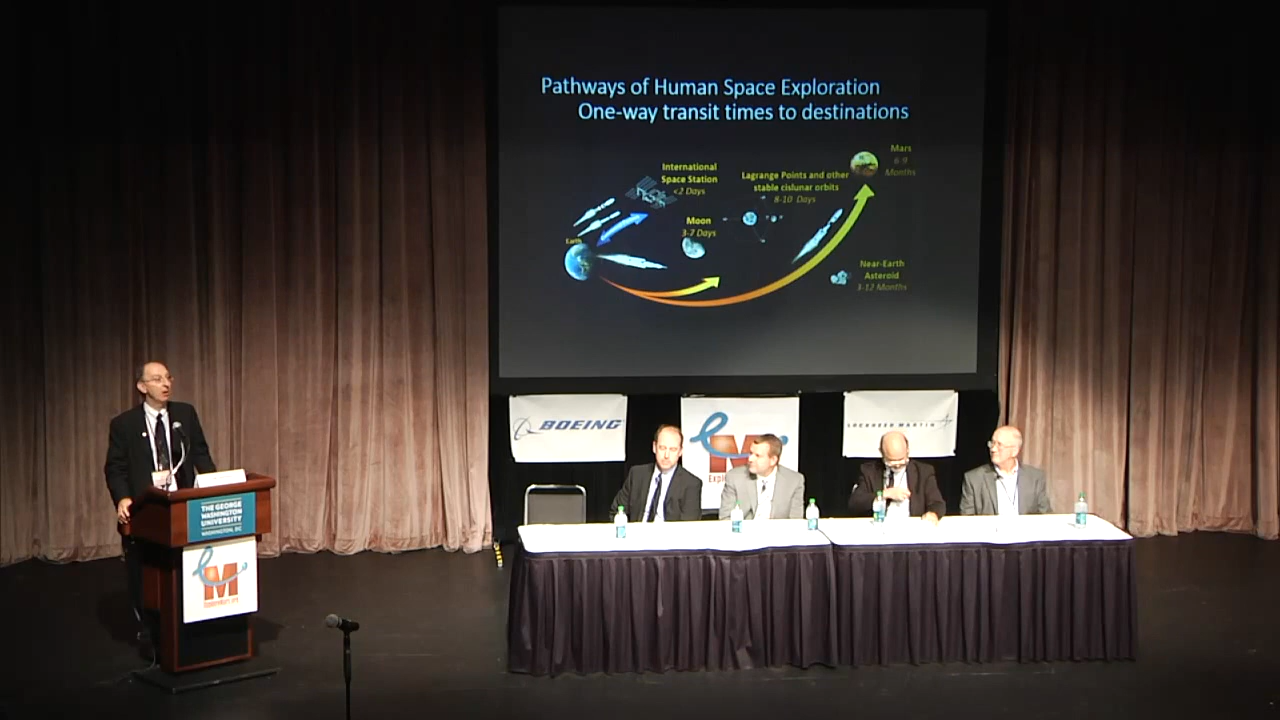 Pathways of Human Space Exploration
One-way transit times to destinations
Mars
6-9
Months
International
Space Station
<2 Days
Lagrange Points and other
stable cislunar orbits
8-10 Days
Moon
3-7 Days
Earth
Near-Earth
Asteroid
3-12 Months
BOEING
LOCKHEED MARTIN
M
THE GEORGE
WASHINGTON
UNIVERSITY
WASHINGTON, DC
M